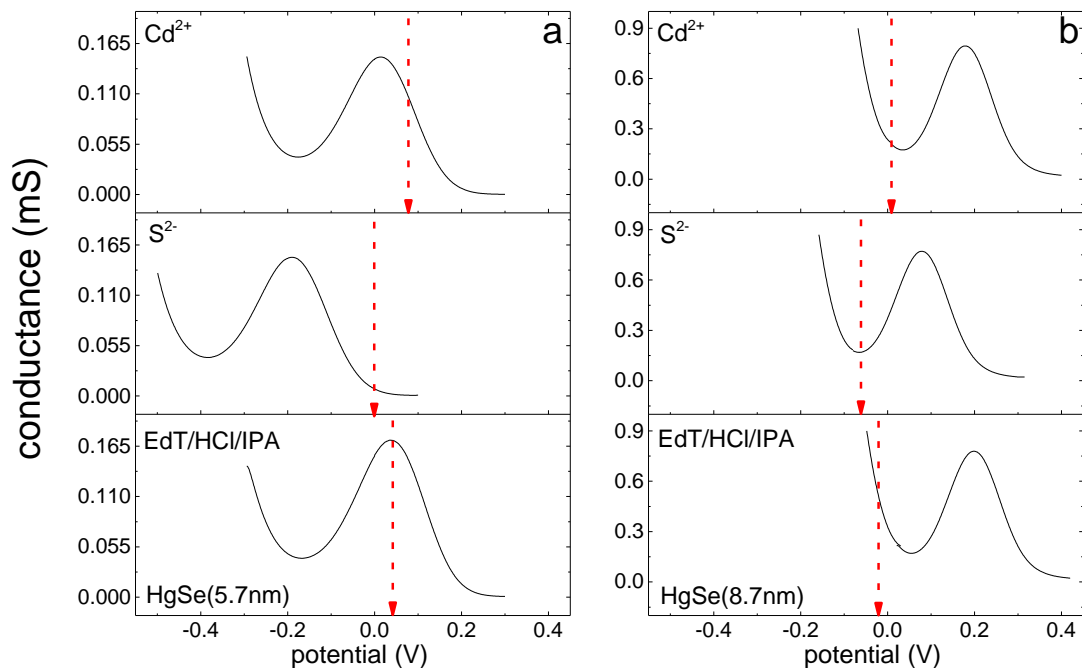 conductance (mS)
a
Cd2+
0.165
0.110
0.055
0.000
S2-
0.165
0.110
0.055
0.000
EdT/HCl/IPA
0.165
0.110
0.055
0.000
HgSe(5.7nm)
-0.4 -0.2 0.0 0.2 0.4
potential (V)
b
0.9
Cd2+
0.6
0.3
0.0
0.9
S2-
0.6
0.3
0.0
0.9
EdT/HCl/IPA
0.6
0.3
0.0
HgSe(8.7nm)
-0.4 -0.2 0.0 0.2 0.4
potential (V)